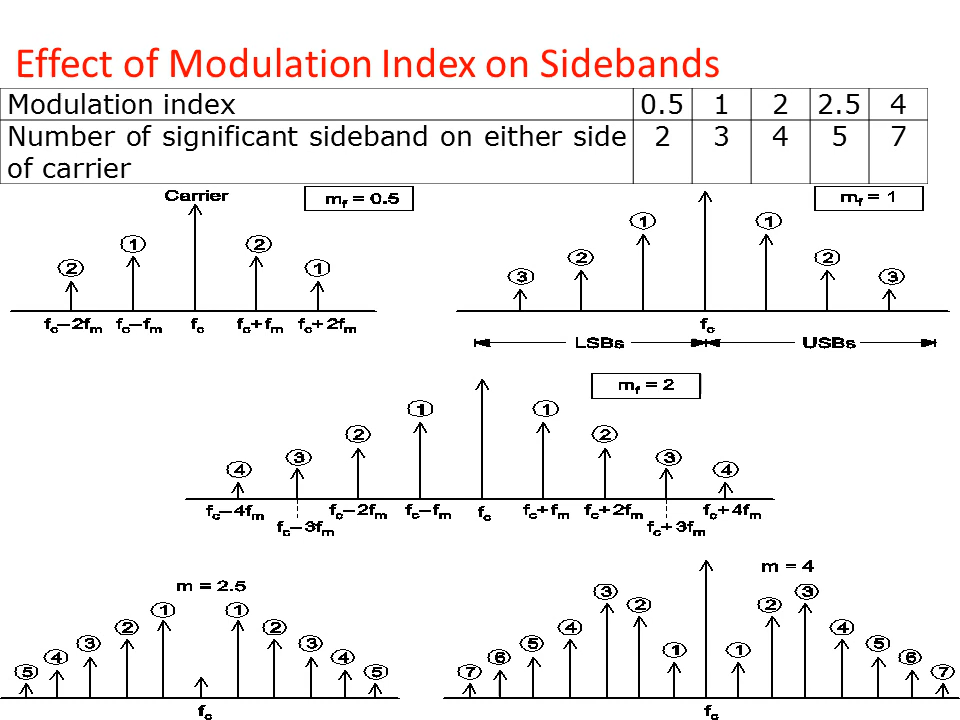 Effect of Modulation Index on Sidebands
Modulation index 0.5 1 2 2.5 4
Number of significant sideband on either side 2 3 4 5 7
of carrier
Carrier
mf = 0.5
② ① ② ①
fc−2fm fc−fm fc fc+fm fc+2fm
mf = 1
③ ② ① ① ② ③
fc
LSBs USBs
mf = 2
④ ③ ② ① ① ② ③ ④
fc−4fm fc−3fm fc−2fm fc−fm fc fc+fm fc+2fm fc+3fm fc+4fm
m = 2.5
⑤ ④ ③ ② ① ① ② ③ ④ ⑤
fc
m = 4
⑦ ⑥ ⑤ ④ ③ ② ① ① ② ③ ④ ⑤ ⑥ ⑦
fc